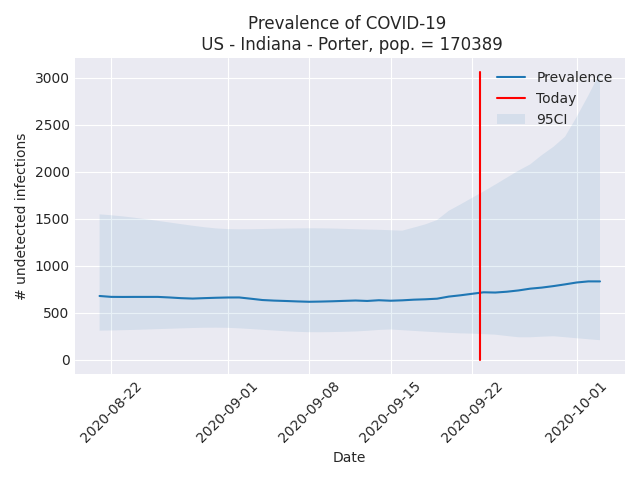 Prevalence of COVID-19
US - Indiana - Porter, pop. = 170389
# undetected infections
3000
2500
2000
1500
1000
500
0
Prevalence
Today
95CI
2020-08-22
2020-09-01
2020-09-08
2020-09-15
2020-09-22
2020-10-01
Date